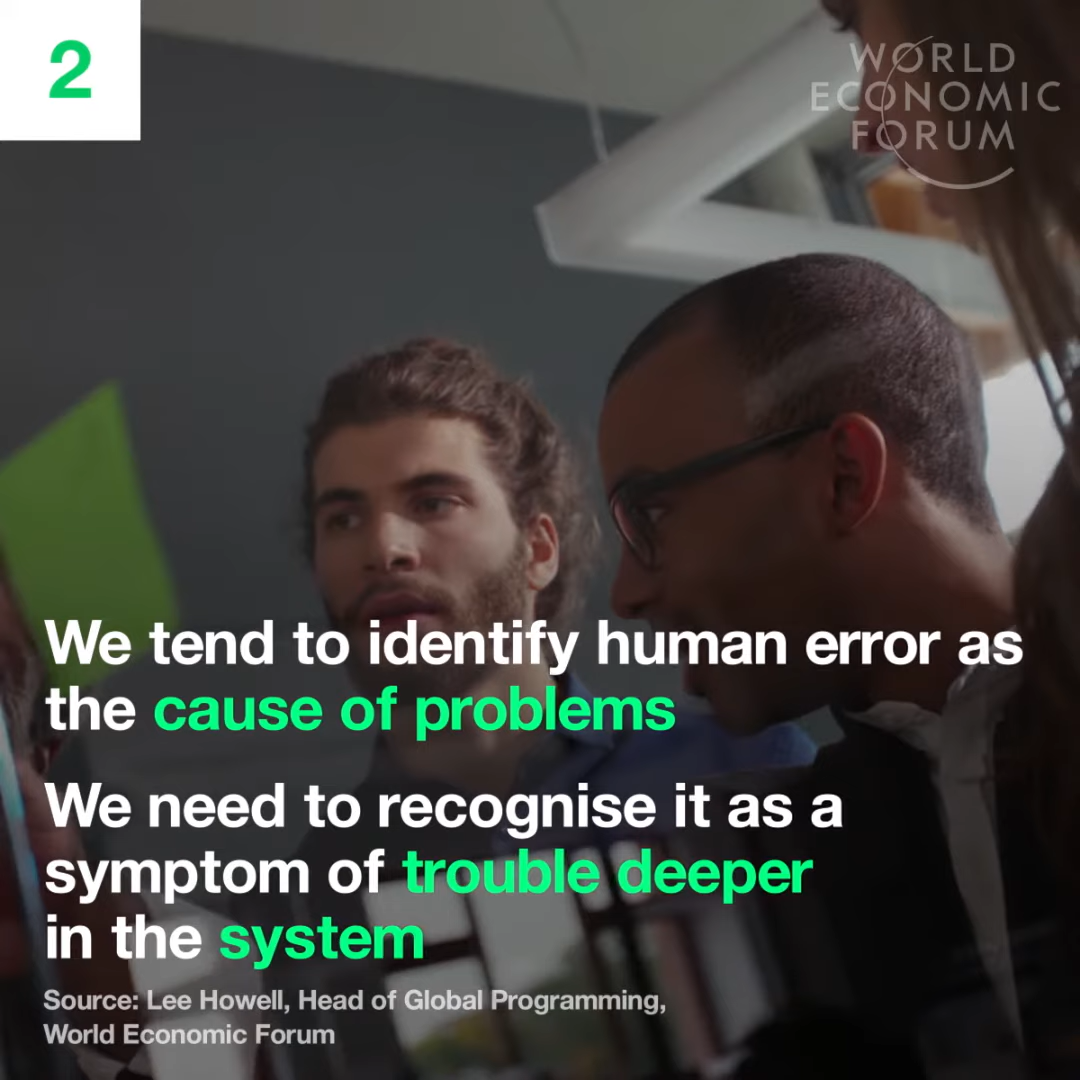 2
WORLD
ECONOMIC
FORUM
We tend to identify human error as
the cause of problems
We need to recognise it as a
symptom of trouble deeper
in the system
Source: Lee Howell, Head of Global Programming,
World Economic Forum